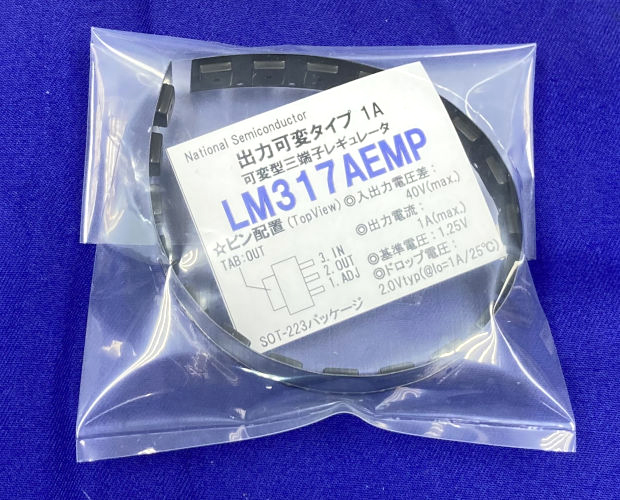 National Semiconductor
出力可変タイプ 1A
可変型三端子レギュレータ
LM317AEMP
☆ピン配置(TopView)
TAB:OUT
3. IN
2. OUT
1. ADJ
SOT-223パッケージ
◎入出力電圧差:
40V(max.)
◎出力電流:
1A(max.)
◎基準電圧:1.25V
◎ドロップ電圧:
2.0Vtyp(@Io=1A/25℃)